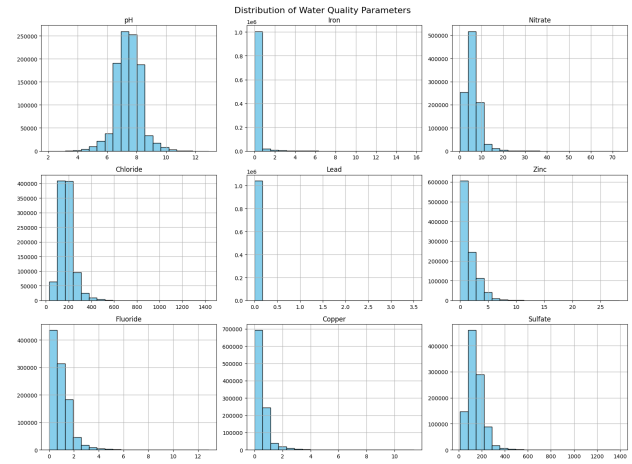 Distribution of Water Quality Parameters
pH
250000
200000
150000
100000
50000
0
2 4 6 8 10 12
Iron
1e6
1.0
0.8
0.6
0.4
0.2
0.0
0 2 4 6 8 10 12 14 16
Nitrate
500000
400000
300000
200000
100000
0
0 10 20 30 40 50 60 70
Chloride
400000
350000
300000
250000
200000
150000
100000
50000
0
0 200 400 600 800 1000 1200 1400
Lead
1e6
1.0
0.8
0.6
0.4
0.2
0.0
0.0 0.5 1.0 1.5 2.0 2.5 3.0 3.5
Zinc
600000
500000
400000
300000
200000
100000
0
0 5 10 15 20 25
Fluoride
400000
300000
200000
100000
0
0 2 4 6 8 10 12
Copper
700000
600000
500000
400000
300000
200000
100000
0
0 2 4 6 8 10
Sulfate
400000
300000
200000
100000
0
0 200 400 600 800 1000 1200 1400